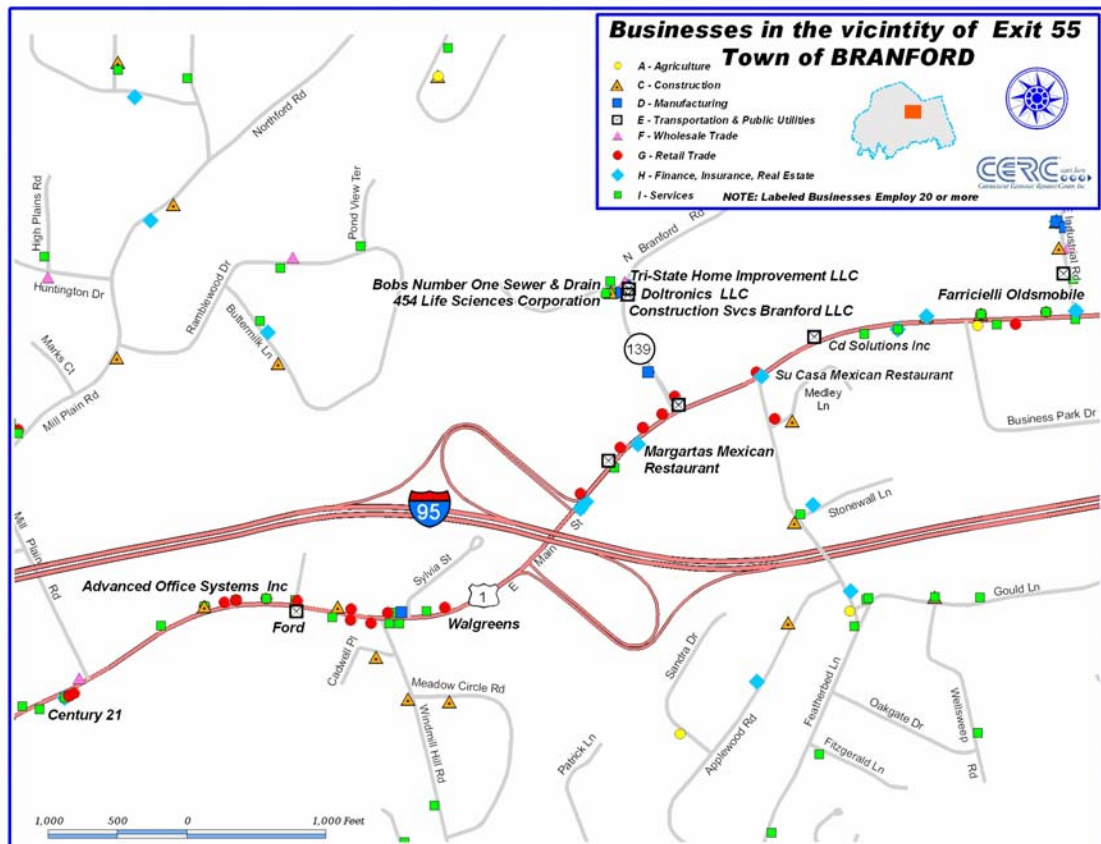 Businesses in the vicintity of Exit 55
Town of BRANFORD
A - Agriculture
C - Construction
D - Manufacturing
E - Transportation & Public Utilities
F - Wholesale Trade
G - Retail Trade
H - Finance, Insurance, Real Estate
I - Services
NOTE: Labeled Businesses Employ 20 or more
CERC
Northford Rd
High Plains Rd
Pond View Ter
N Branford Rd
Industrial Rd
Huntington Dr
Ramblewood Dr
Buttermilk Ln
Bobs Number One Sewer & Drain
454 Life Sciences Corporation
Tri-State Home Improvement LLC
Doltronics LLC
Construction Svcs Branford LLC
Farricielli Oldsmobile
Cd Solutions Inc
139
Su Casa Mexican Restaurant
Marks Ct
Mill Plain Rd
Medley
Ln
Business Park Dr
Margartas Mexican
Restaurant
95
Stonewall Ln
Mill Plain Rd
E Main St
Sylvia St
1
Advanced Office Systems Inc
Ford
Walgreens
Gould Ln
Cadwell Pl
Sandra Dr
Meadow Circle Rd
Windmill Hill Rd
Century 21
Featherbed Ln
Applewood Rd
Oakgate Dr
Wellsweep Rd
Patrick Ln
Fitzgerald Ln
1,000 500 0 1,000 Feet